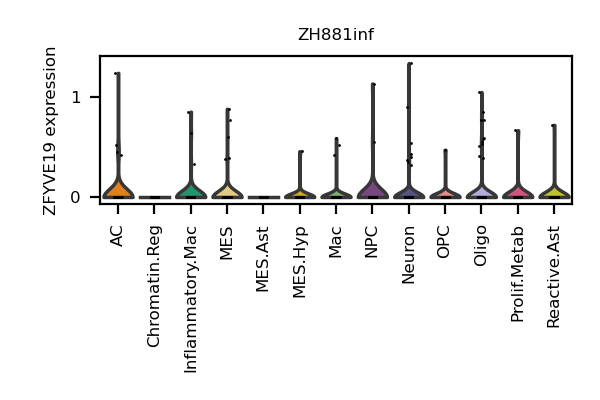 ZH881inf
ZFYVE19 expression
1
0
AC
Chromatin.Reg
Inflammatory.Mac
MES
MES.Ast
MES.Hyp
Mac
NPC
Neuron
OPC
Oligo
Prolif.Metab
Reactive.Ast